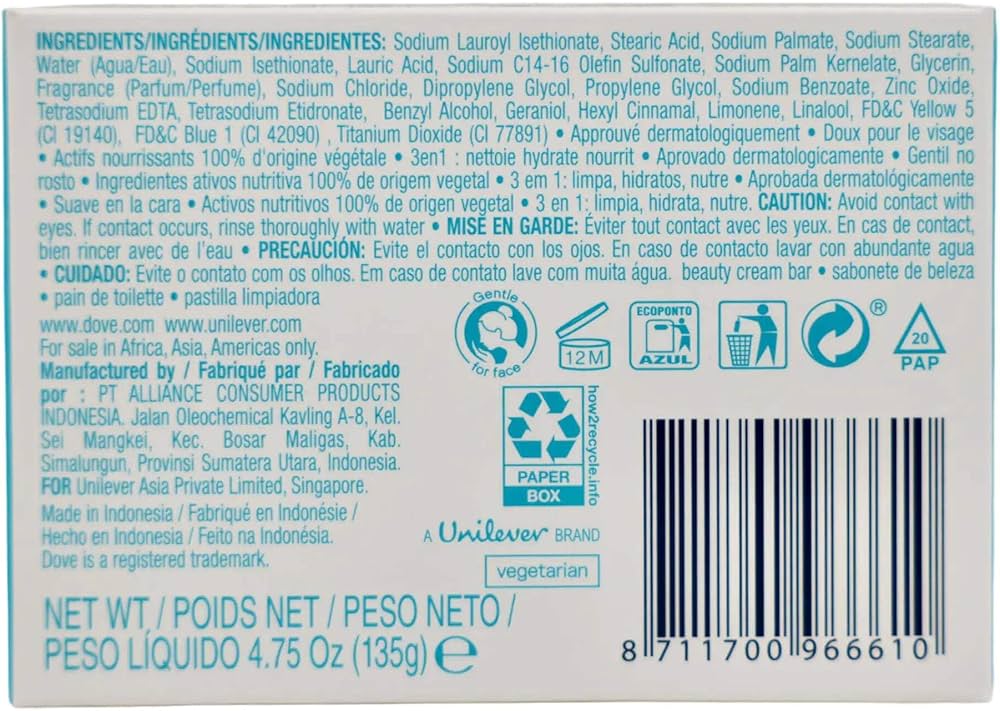 INGREDIENTS/INGRÉDIENTS/INGREDIENTES: Sodium Lauroyl Isethionate, Stearic Acid, Sodium Palmate, Sodium Stearate,
Water (Agua/Eau), Sodium Isethionate, Lauric Acid, Sodium C14-16 Olefin Sulfonate, Sodium Palm Kernelate, Glycerin,
Fragrance (Parfum/Perfume), Sodium Chloride, Dipropylene Glycol, Propylene Glycol, Sodium Benzoate, Zinc Oxide,
Tetrasodium EDTA, Tetrasodium Etidronate, Benzyl Alcohol, Geraniol, Hexyl Cinnamal, Limonene, Linalool, FD&C Yellow 5
(CI 19140), FD&C Blue 1 (CI 42090) , Titanium Dioxide (CI 77891) • Approuvé dermatologiquement • Doux pour le visage
• Actifs nourrissants 100% d'origine végétale • 3en1 : nettoie hydrate nourrit • Aprovado dermatologicamente • Gentil no
rosto • Ingredientes ativos nutritiva 100% de origem vegetal • 3 em 1: limpa, hidratos, nutre • Aprobada dermatológicamente
• Suave en la cara • Activos nutritivos 100% de origen vegetal • 3 en 1: limpia, hidrata, nutre. CAUTION: Avoid contact with
eyes. If contact occurs, rinse thoroughly with water • MISE EN GARDE: Éviter tout contact avec les yeux. En cas de contact,
bien rincer avec de l'eau • PRECAUCIÓN: Evite el contacto con los ojos. En caso de contacto lavar con abundante agua
• CUIDADO: Evite o contato com os olhos. Em caso de contato lave com muita água. beauty cream bar • sabonete de beleza
• pain de toilette • pastilla limpiadora
www.dove.com www.unilever.com
For sale in Africa, Asia, Americas only.
Manufactured by / Fabriqué par / Fabricado
por : PT ALLIANCE CONSUMER PRODUCTS
INDONESIA. Jalan Oleochemical Kavling A-8, Kel.
Sei Mangkei, Kec. Bosar Maligas, Kab.
Simalungun, Provinsi Sumatera Utara, Indonesia.
FOR Unilever Asia Private Limited, Singapore.
Made in Indonesia / Fabriqué en Indonésie /
Hecho en Indonesia / Feito na Indonésia.
Dove is a registered trademark.
Gentle
for face
12 M
ECOPONTO
AZUL
®
20
PAP
how2recycle.info
PAPER
BOX
A Unilever BRAND
vegetarian
NET WT / POIDS NET / PESO NETO /
PESO LÍQUIDO 4.75 Oz (135g) ℮
8 711700 966610